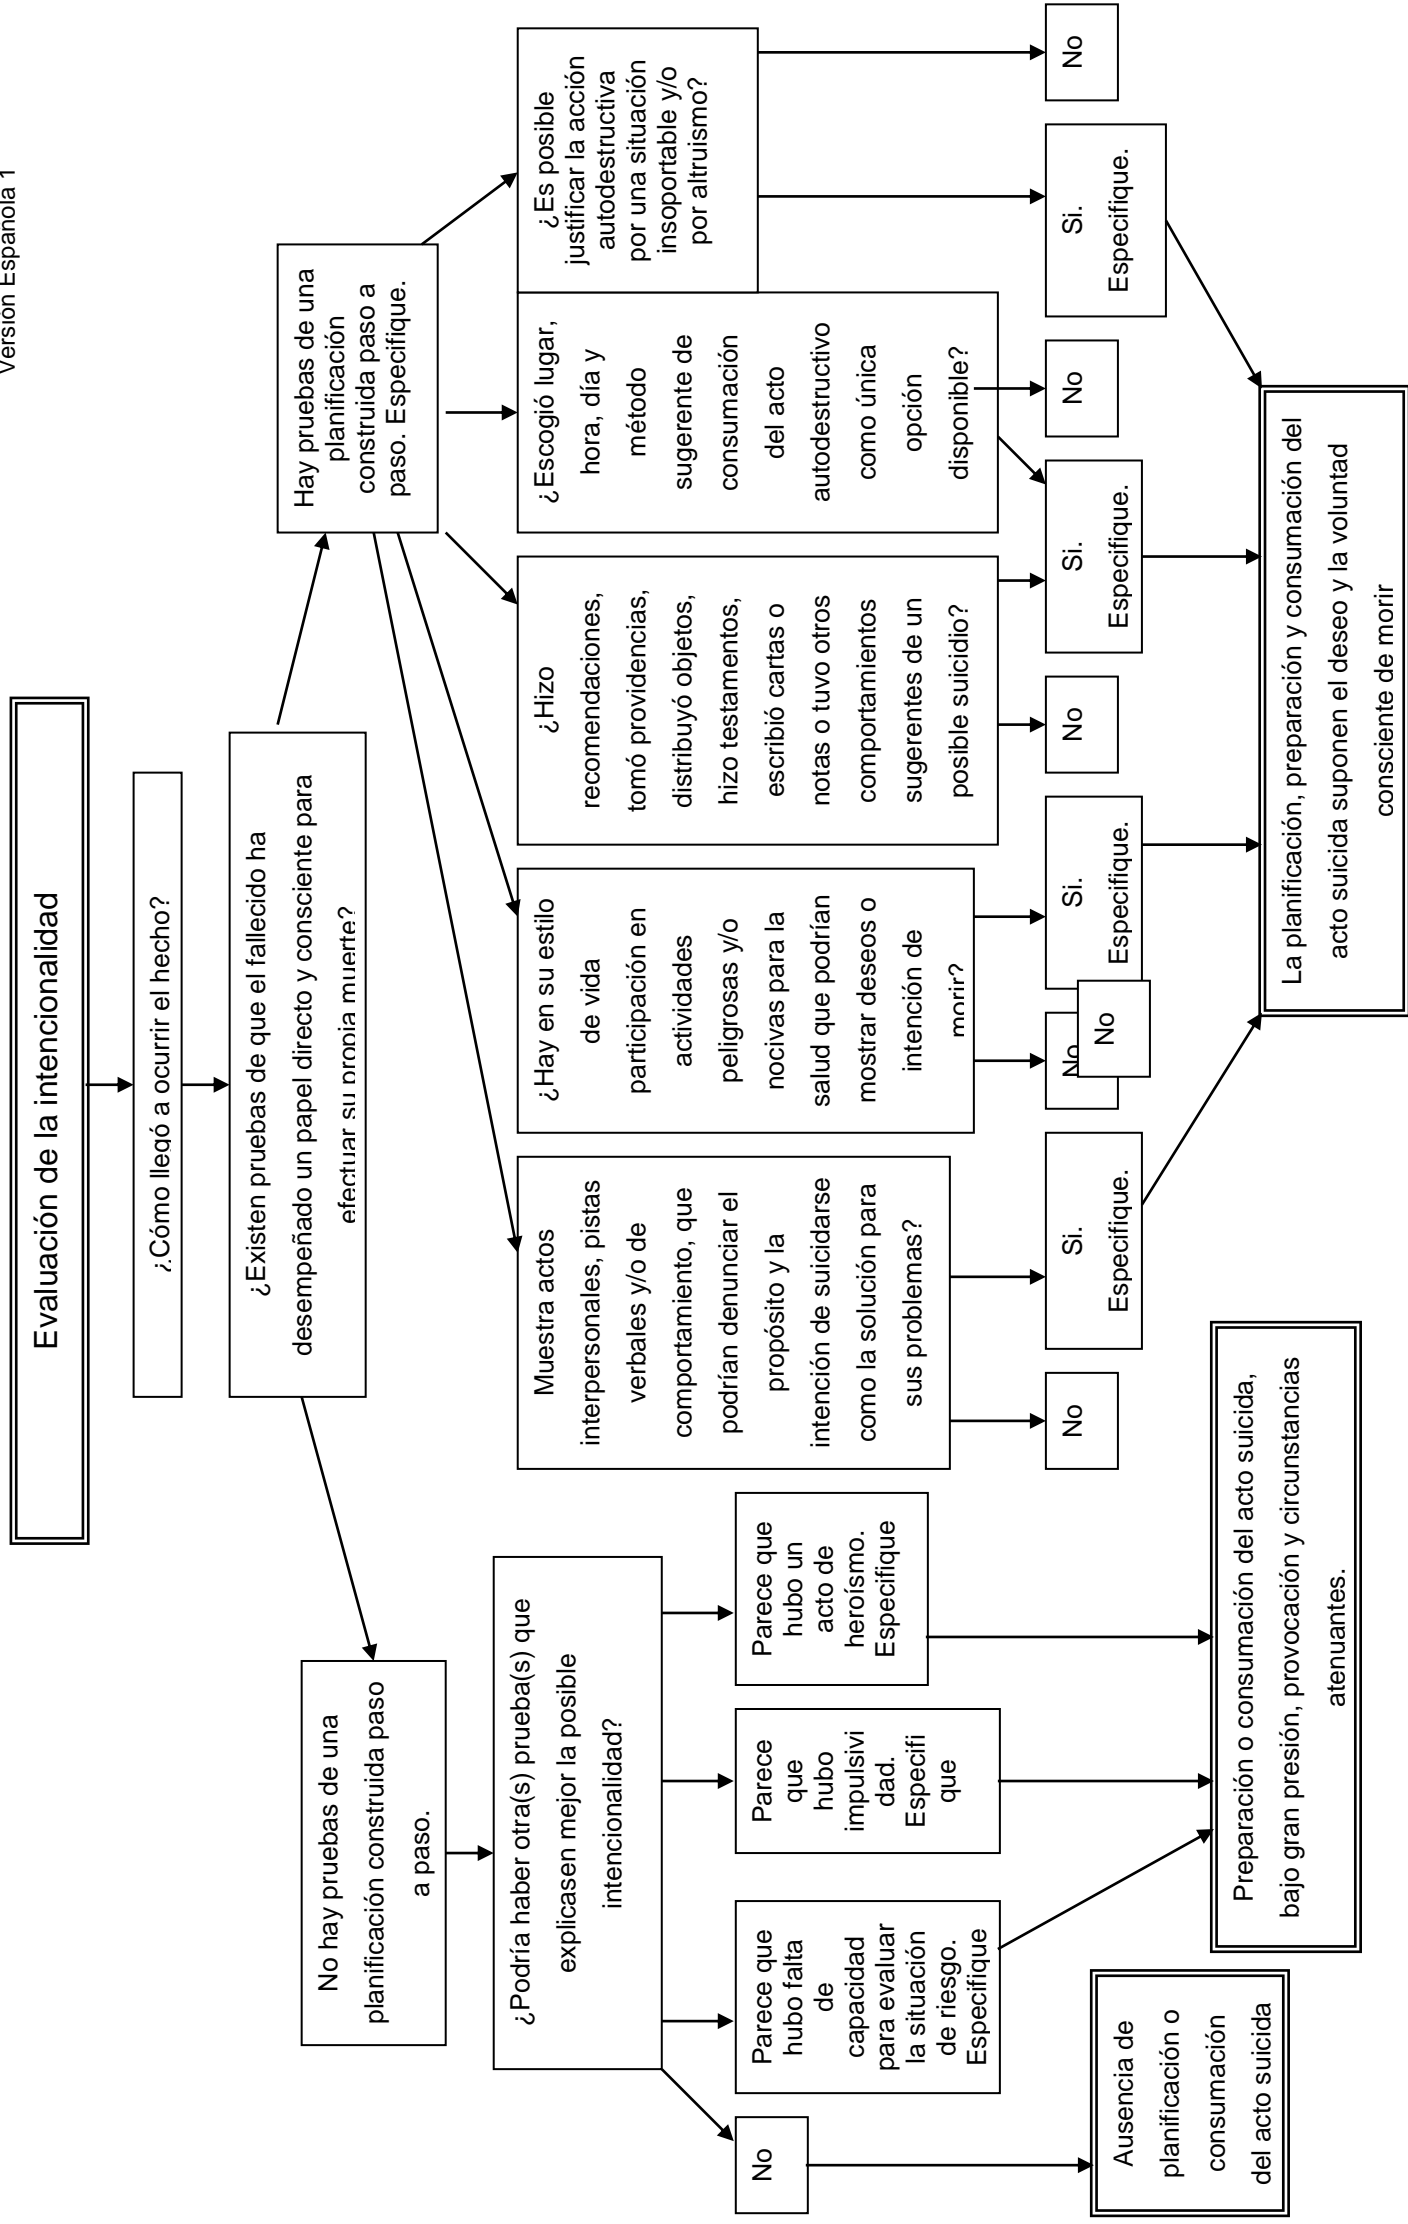 Versión Española 1
Evaluación de la intencionalidad
¿Cómo llegó a ocurrir el hecho?
¿Existen pruebas de que el fallecido ha
desempeñado un papel directo y consciente para
efectuar su propia muerte?
No hay pruebas de una
planificación construida paso
a paso.
Hay pruebas de una
planificación
construida paso a
paso. Especifique.
¿Podría haber otra(s) prueba(s) que
explicasen mejor la posible
intencionalidad?
Muestra actos
interpersonales, pistas
verbales y/o de
comportamiento, que
podrían denunciar el
propósito y la
intención de suicidarse
como la solución para
sus problemas?
¿Hay en su estilo
de vida
participación en
actividades
peligrosas y/o
nocivas para la
salud que podrían
mostrar deseos o
intención de
morir?
¿Hizo
recomendaciones,
tomó providencias,
distribuyó objetos,
hizo testamentos,
escribió cartas o
notas o tuvo otros
comportamientos
sugerentes de un
posible suicidio?
¿Escogió lugar,
hora, día y
método
sugerente de
consumación
del acto
autodestructivo
como única
opción
disponible?
¿Es posible
justificar la acción
autodestructiva
por una situación
insoportable y/o
por altruismo?
No
Parece que
hubo falta
de
capacidad
para evaluar
la situación
de riesgo.
Especifique
Parece
que
hubo
impulsivi
dad.
Especifi
que
Parece que
hubo un
acto de
heroísmo.
Especifique
No
Si.
Especifique.
No
No
Si.
Especifique.
No
Si.
Especifique.
No
Si.
Especifique.
No
Ausencia de
planificación o
consumación
del acto suicida
Preparación o consumación del acto suicida,
bajo gran presión, provocación y circunstancias
atenuantes.
La planificación, preparación y consumación del
acto suicida suponen el deseo y la voluntad
consciente de morir